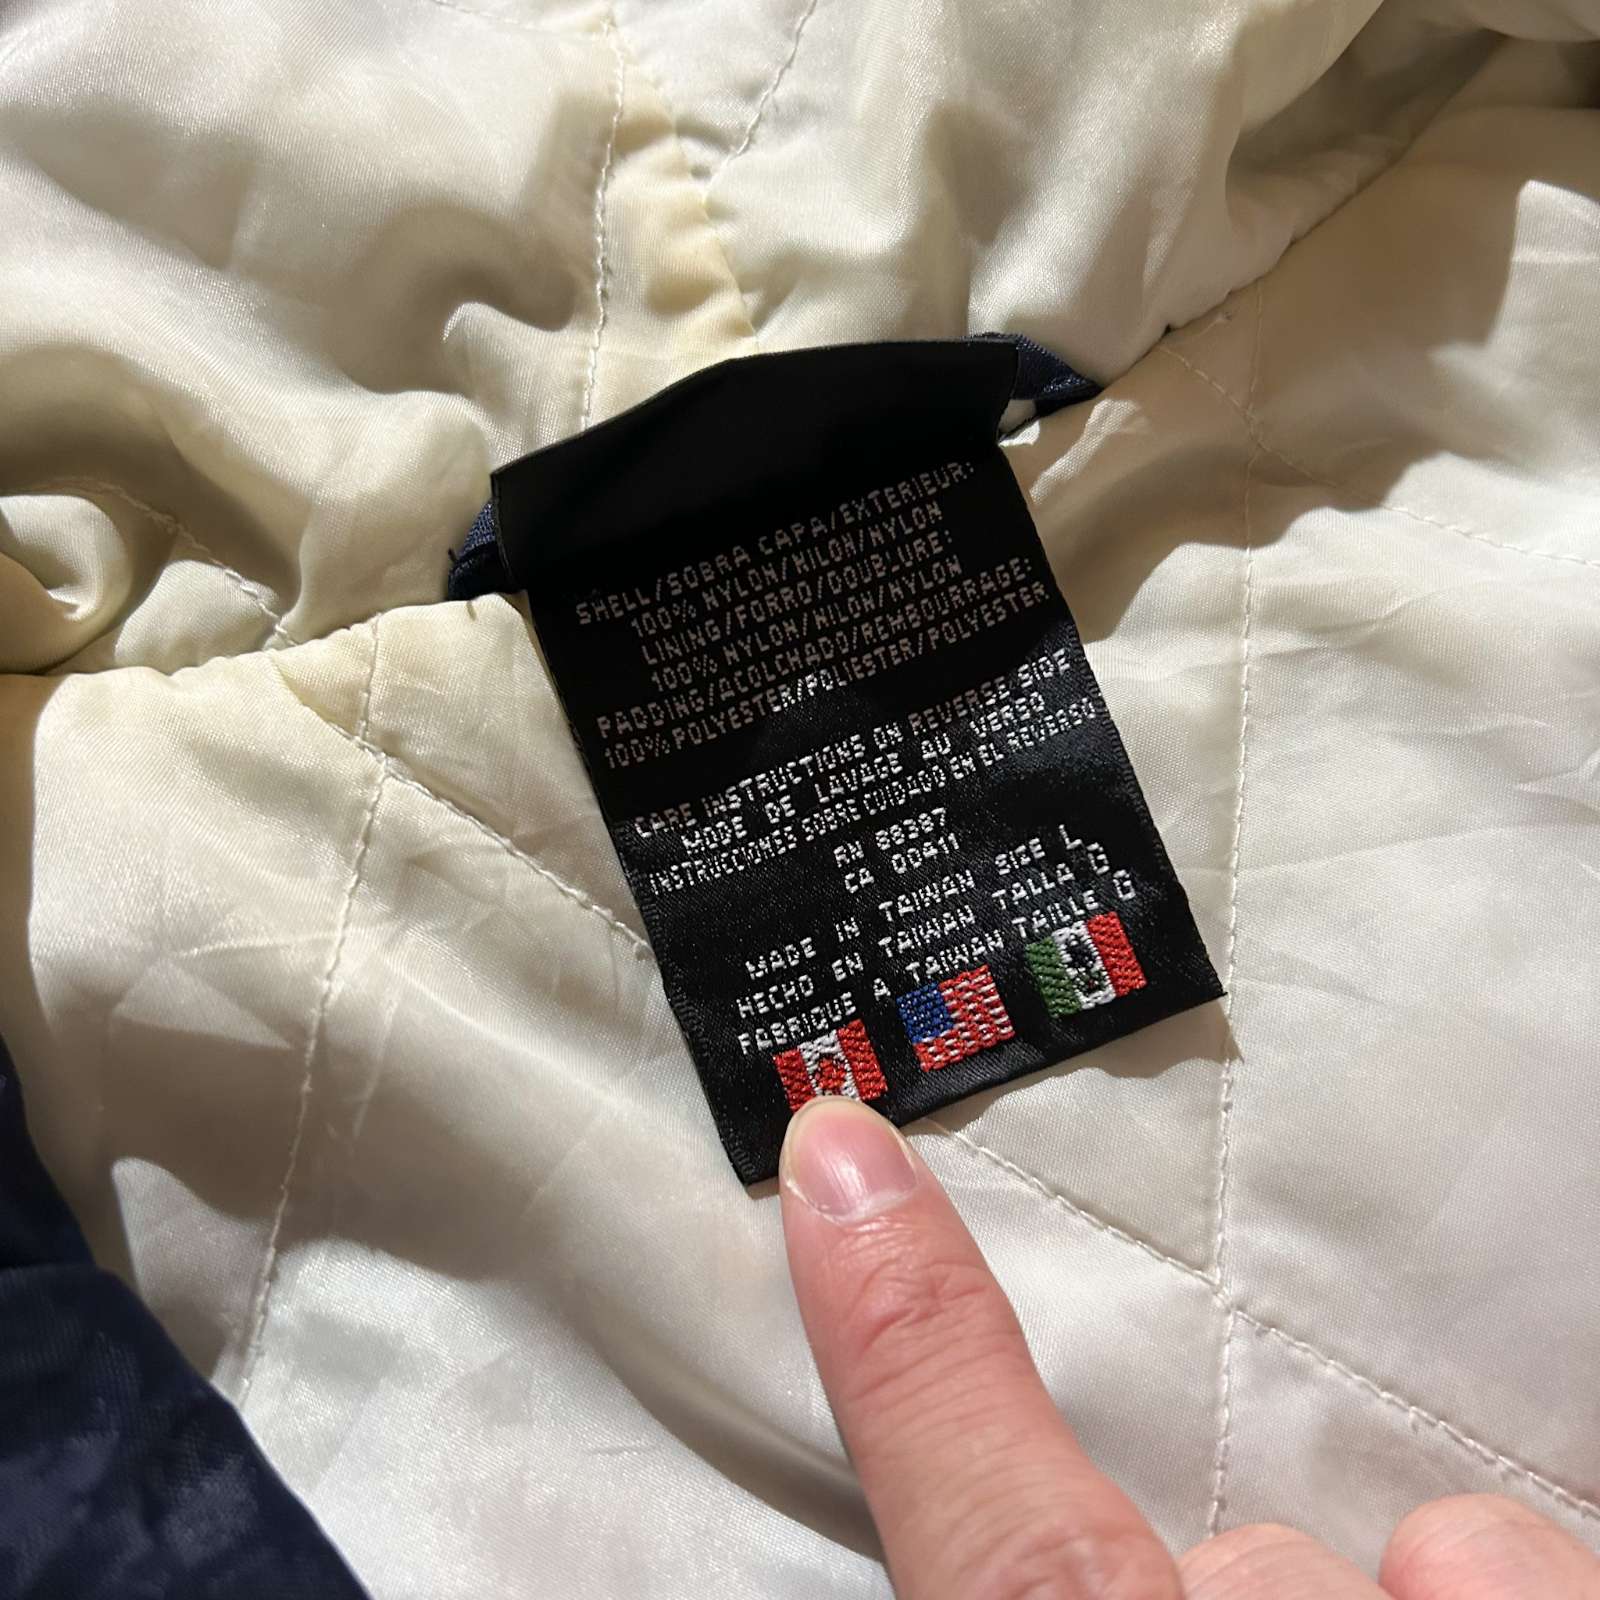 SHELL/SOBRA CAPA/EXTERIEUR:
100% NYLON/NILON/NYLON
LINING/FORRO/DOUBLURE:
100% NYLON/NILON/NYLON
PADDING/ACOLCHADO/REMBOURRAGE:
100% POLYESTER/POLIESTER/POLYESTER
CARE INSTRUCTIONS ON REVERSE SIDE
MODE DE LAVAGE AU VERSO
INSTRUCCIONES SOBRE CUIDADO EN EL REVERSO
RN 88387
CA 00411
MADE IN TAIWAN SIZE L
HECHO EN TAIWAN TALLA G
FABRIQUE A TAIWAN TAILLE G